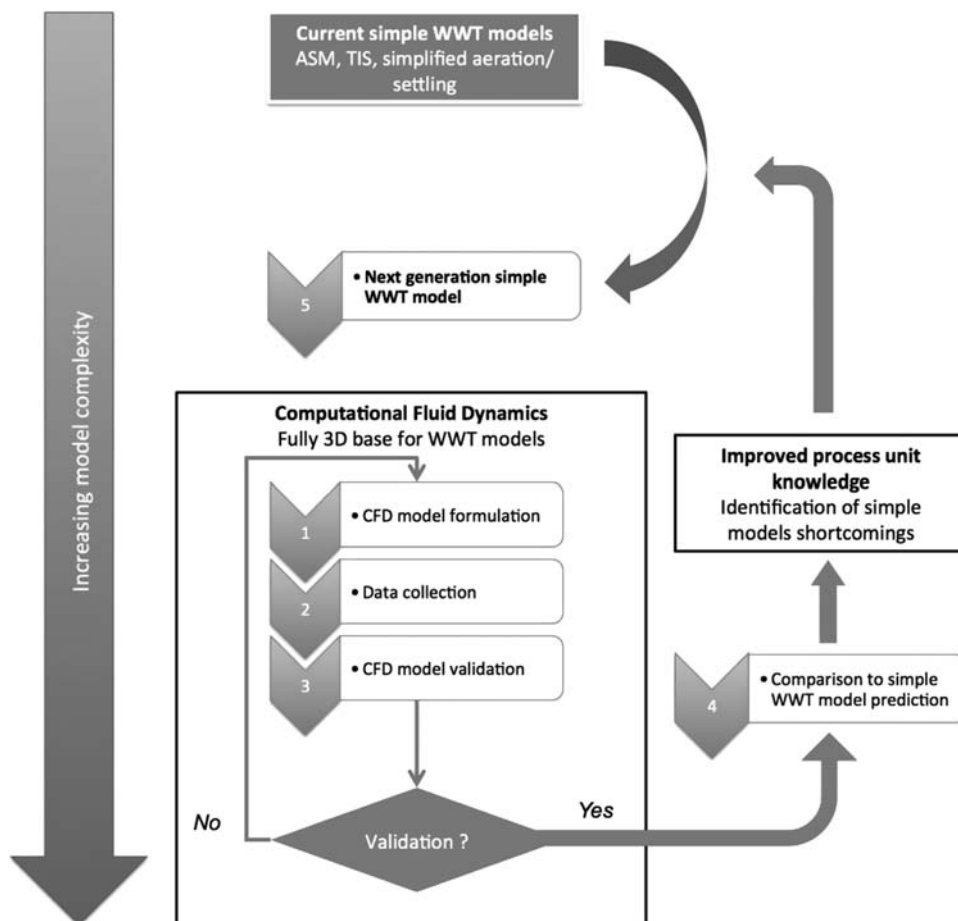 Current simple WWT models
ASM, TIS, simplified aeration/
settling
5
• Next generation simple
WWT model
Increasing model complexity
Computational Fluid Dynamics
Fully 3D base for WWT models
1
• CFD model formulation
2
• Data collection
3
• CFD model validation
Validation ?
No
Yes
4
• Comparison to simple
WWT model prediction
Improved process unit
knowledge
Identification of simple
models shortcomings